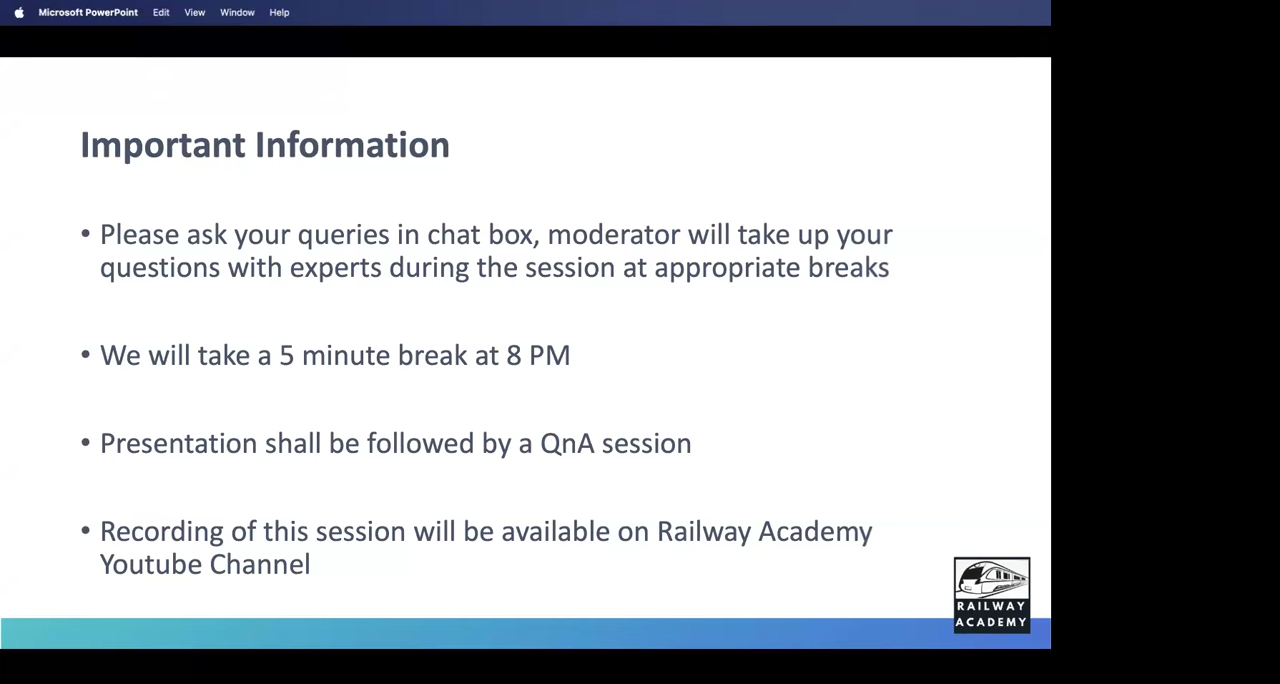 Microsoft PowerPoint Edit View Window Help
Important Information
• Please ask your queries in chat box, moderator will take up your
questions with experts during the session at appropriate breaks
• We will take a 5 minute break at 8 PM
• Presentation shall be followed by a QnA session
• Recording of this session will be available on Railway Academy
Youtube Channel
RAILWAY
ACADEMY